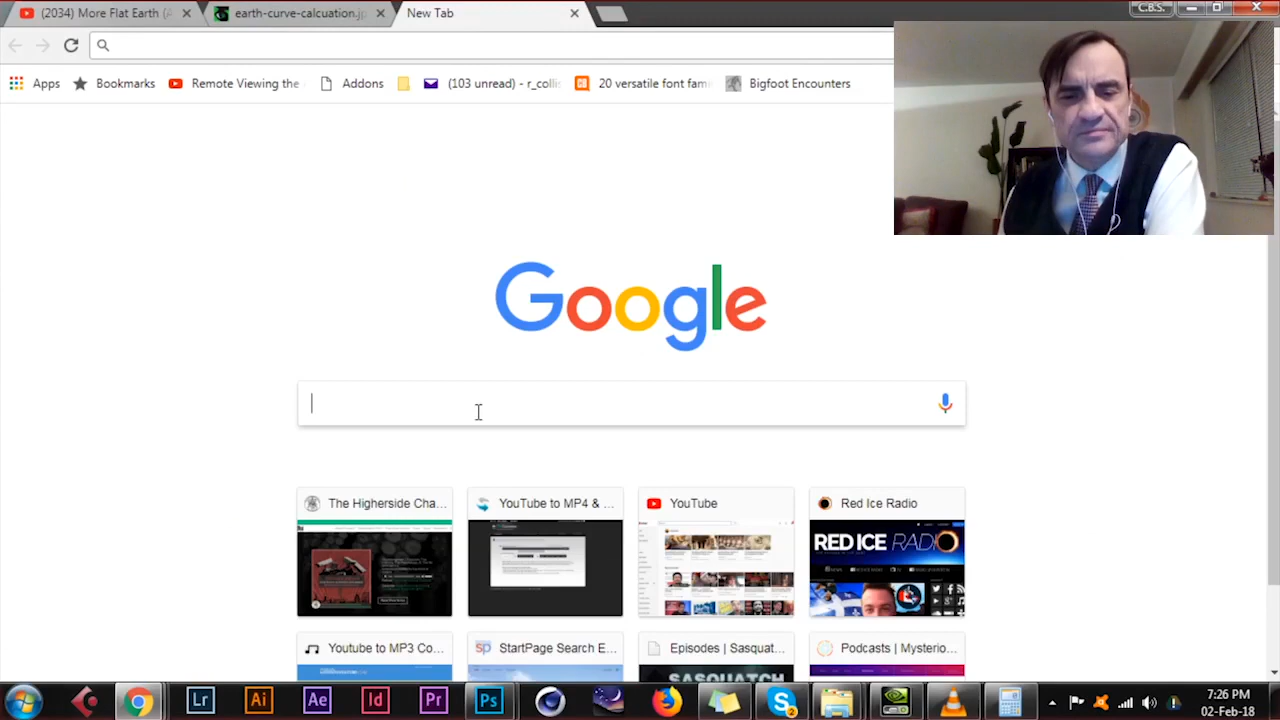 (2034) More Flat Earth (A
earth-curve-calcuation.jp
New Tab
C.B.S.
Apps
Bookmarks
Remote Viewing the
Addons
(103 unread) - r_collis
20 versatile font fam
Bigfoot Encounters
Google
The Higherside Cha...
YouTube to MP4 & ...
YouTube
Red Ice Radio
RED ICE RADIO
Youtube to MP3 Co...
StartPage Search E...
Episodes | Sasquat...
Podcasts | Mysterio...
SASQUATCH
Lr
Ai
Ae
Id
Pr
Ps
2
7:26 PM
02-Feb-18